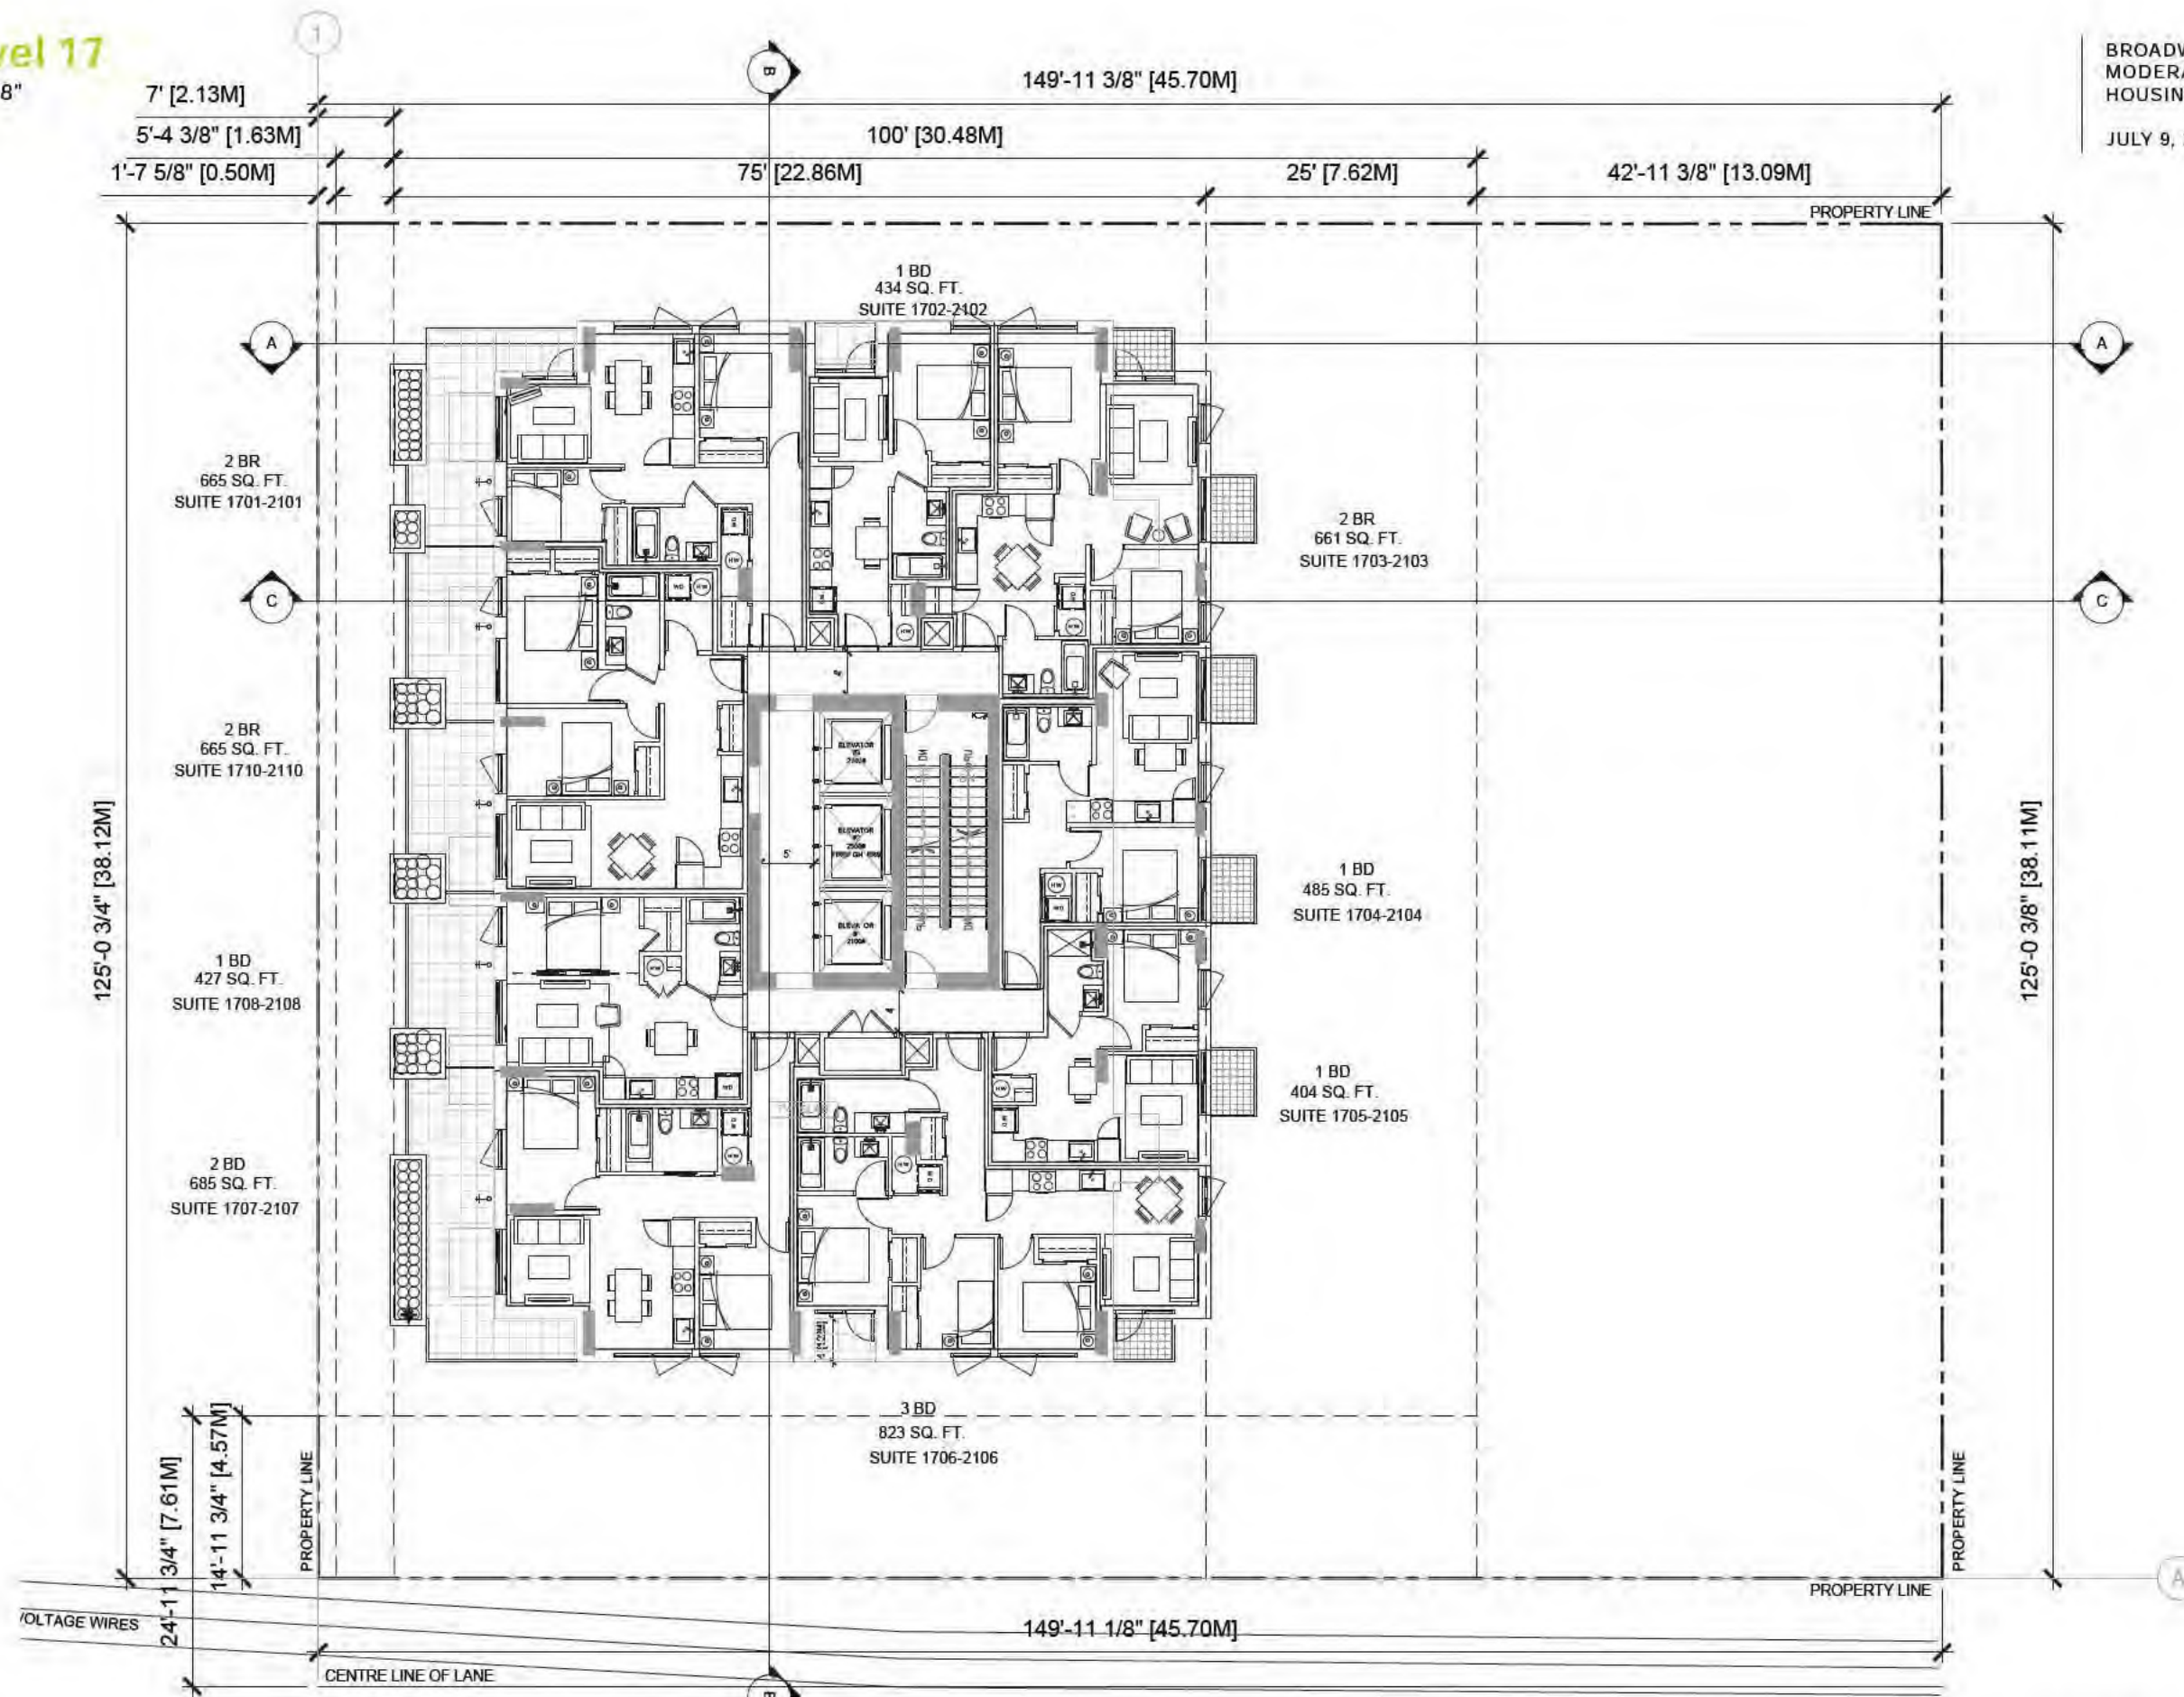 vel 17
8"
1
B
BROADW
MODERA
HOUSIN
JULY 9,
149'-11 3/8" [45.70M]
7' [2.13M]
5'-4 3/8" [1.63M]
100' [30.48M]
1'-7 5/8" [0.50M]
75' [22.86M]
25' [7.62M]
42'-11 3/8" [13.09M]
PROPERTY LINE
1 BD
434 SQ. FT.
SUITE 1702-2102
A
A
2 BR
665 SQ. FT.
SUITE 1701-2101
2 BR
661 SQ. FT.
SUITE 1703-2103
C
C
2 BR
665 SQ. FT.
SUITE 1710-2110
125'-0 3/4" [38.12M]
125'-0 3/8" [38.11M]
ELEVATOR
ELEVATOR
5'
1 BD
485 SQ. FT.
SUITE 1704-2104
1 BD
427 SQ. FT.
SUITE 1708-2108
1 BD
404 SQ. FT.
SUITE 1705-2105
2 BD
685 SQ. FT.
SUITE 1707-2107
WD
HW
3 BD
823 SQ. FT.
SUITE 1706-2106
24'-11 3/4" [7.61M]
14'-11 3/4" [4.57M]
PROPERTY LINE
PROPERTY LINE
PROPERTY LINE
A
VOLTAGE WIRES
149'-11 1/8" [45.70M]
CENTRE LINE OF LANE